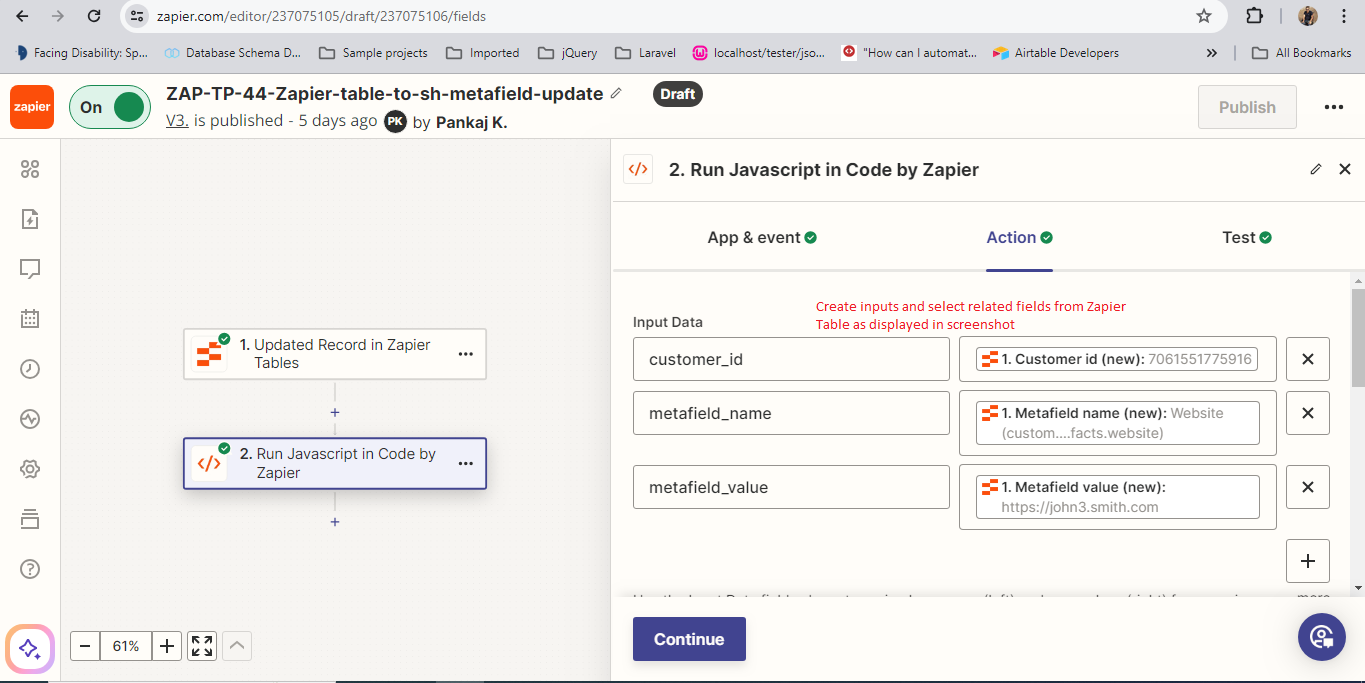 zapier.com/editor/237075105/draft/237075106/fields
Facing Disability: Sp...
Database Schema D...
Sample projects
Imported
jQuery
Laravel
localhost/tester/jso...
"How can I automat...
Airtable Developers
»
All Bookmarks
zapier
On
ZAP-TP-44-Zapier-table-to-sh-metafield-update
Draft
V3. is published - 5 days ago PK by Pankaj K.
Publish
2. Run Javascript in Code by Zapier
App & event
Action
Test
Create inputs and select related fields from Zapier
Table as displayed in screenshot
Input Data
customer_id
1. Customer id (new): 7061551775916
metafield_name
1. Metafield name (new): Website
(custom....facts.website)
metafield_value
1. Metafield value (new):
https://john3.smith.com
1. Updated Record in Zapier
Tables
2. Run Javascript in Code by
Zapier
61%
Continue